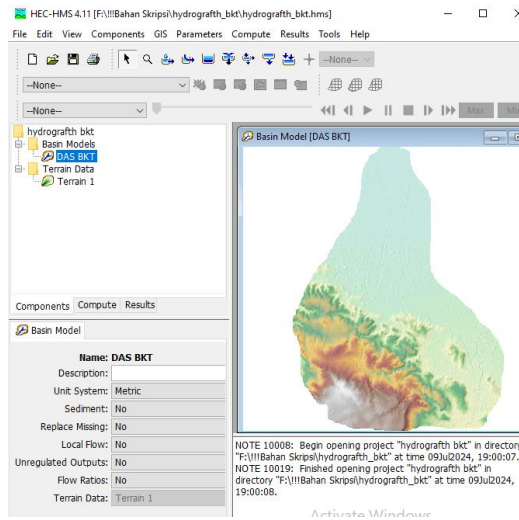 HEC-HMS 4.11 [F:\!!!Bahan Skripsi\hydrografth_bkt\hydrografth_bkt.hms]
File Edit View Components GIS Parameters Compute Results Tools Help
--None--
--None--
--None--
Max
hydrografth bkt
Basin Models
DAS BKT
Terrain Data
Terrain 1
Components Compute Results
Basin Model
Name: DAS BKT
Description:
Unit System: Metric
Sediment: No
Replace Missing: No
Local Flow: No
Unregulated Outputs: No
Flow Ratios: No
Terrain Data: Terrain 1
Basin Model [DAS BKT]
NOTE 10008: Begin opening project "hydrografth bkt" in directory
"F:\!!!Bahan Skripsi\hydrografth_bkt" at time 09Jul2024, 19:00:07.
NOTE 10019: Finished opening project "hydrografth bkt" in
directory "F:\!!!Bahan Skripsi\hydrografth_bkt" at time 09Jul2024,
19:00:08.
Activate Windows